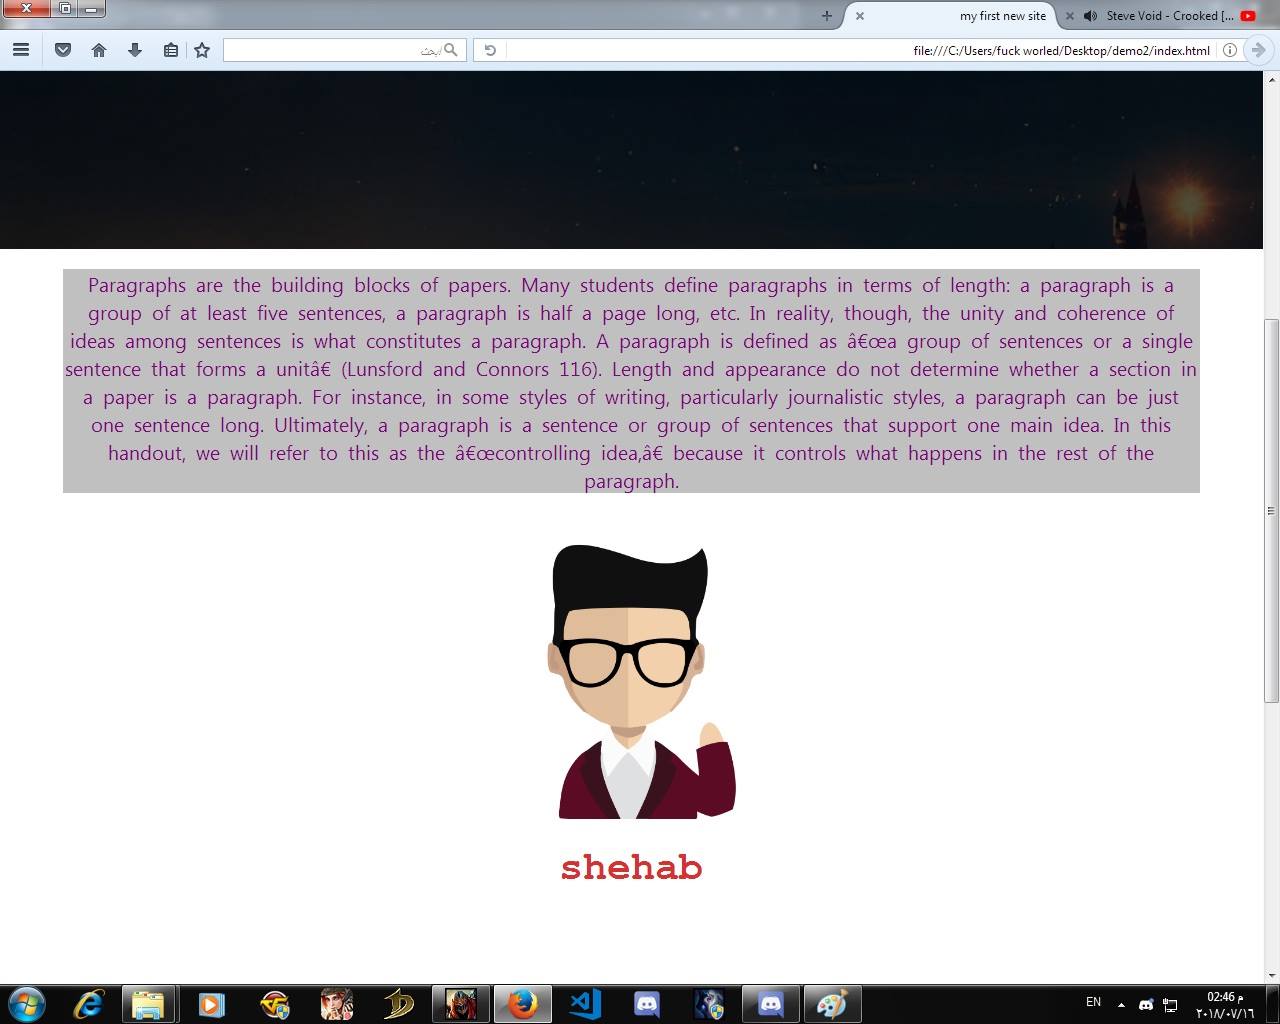 my first new site
Steve Void - Crooked [...
ابحث
file:///C:/Users/fuck worled/Desktop/demo2/index.html
Paragraphs are the building blocks of papers. Many students define paragraphs in terms of length: a paragraph is a
group of at least five sentences, a paragraph is half a page long, etc. In reality, though, the unity and coherence of
ideas among sentences is what constitutes a paragraph. A paragraph is defined as â€œa group of sentences or a single
sentence that forms a unitâ€ (Lunsford and Connors 116). Length and appearance do not determine whether a section in
a paper is a paragraph. For instance, in some styles of writing, particularly journalistic styles, a paragraph can be just
one sentence long. Ultimately, a paragraph is a sentence or group of sentences that support one main idea. In this
handout, we will refer to this as the â€œcontrolling idea,â€ because it controls what happens in the rest of the
paragraph.
shehab
EN
02:46 م
٢٠١٨/٠٧/١٦